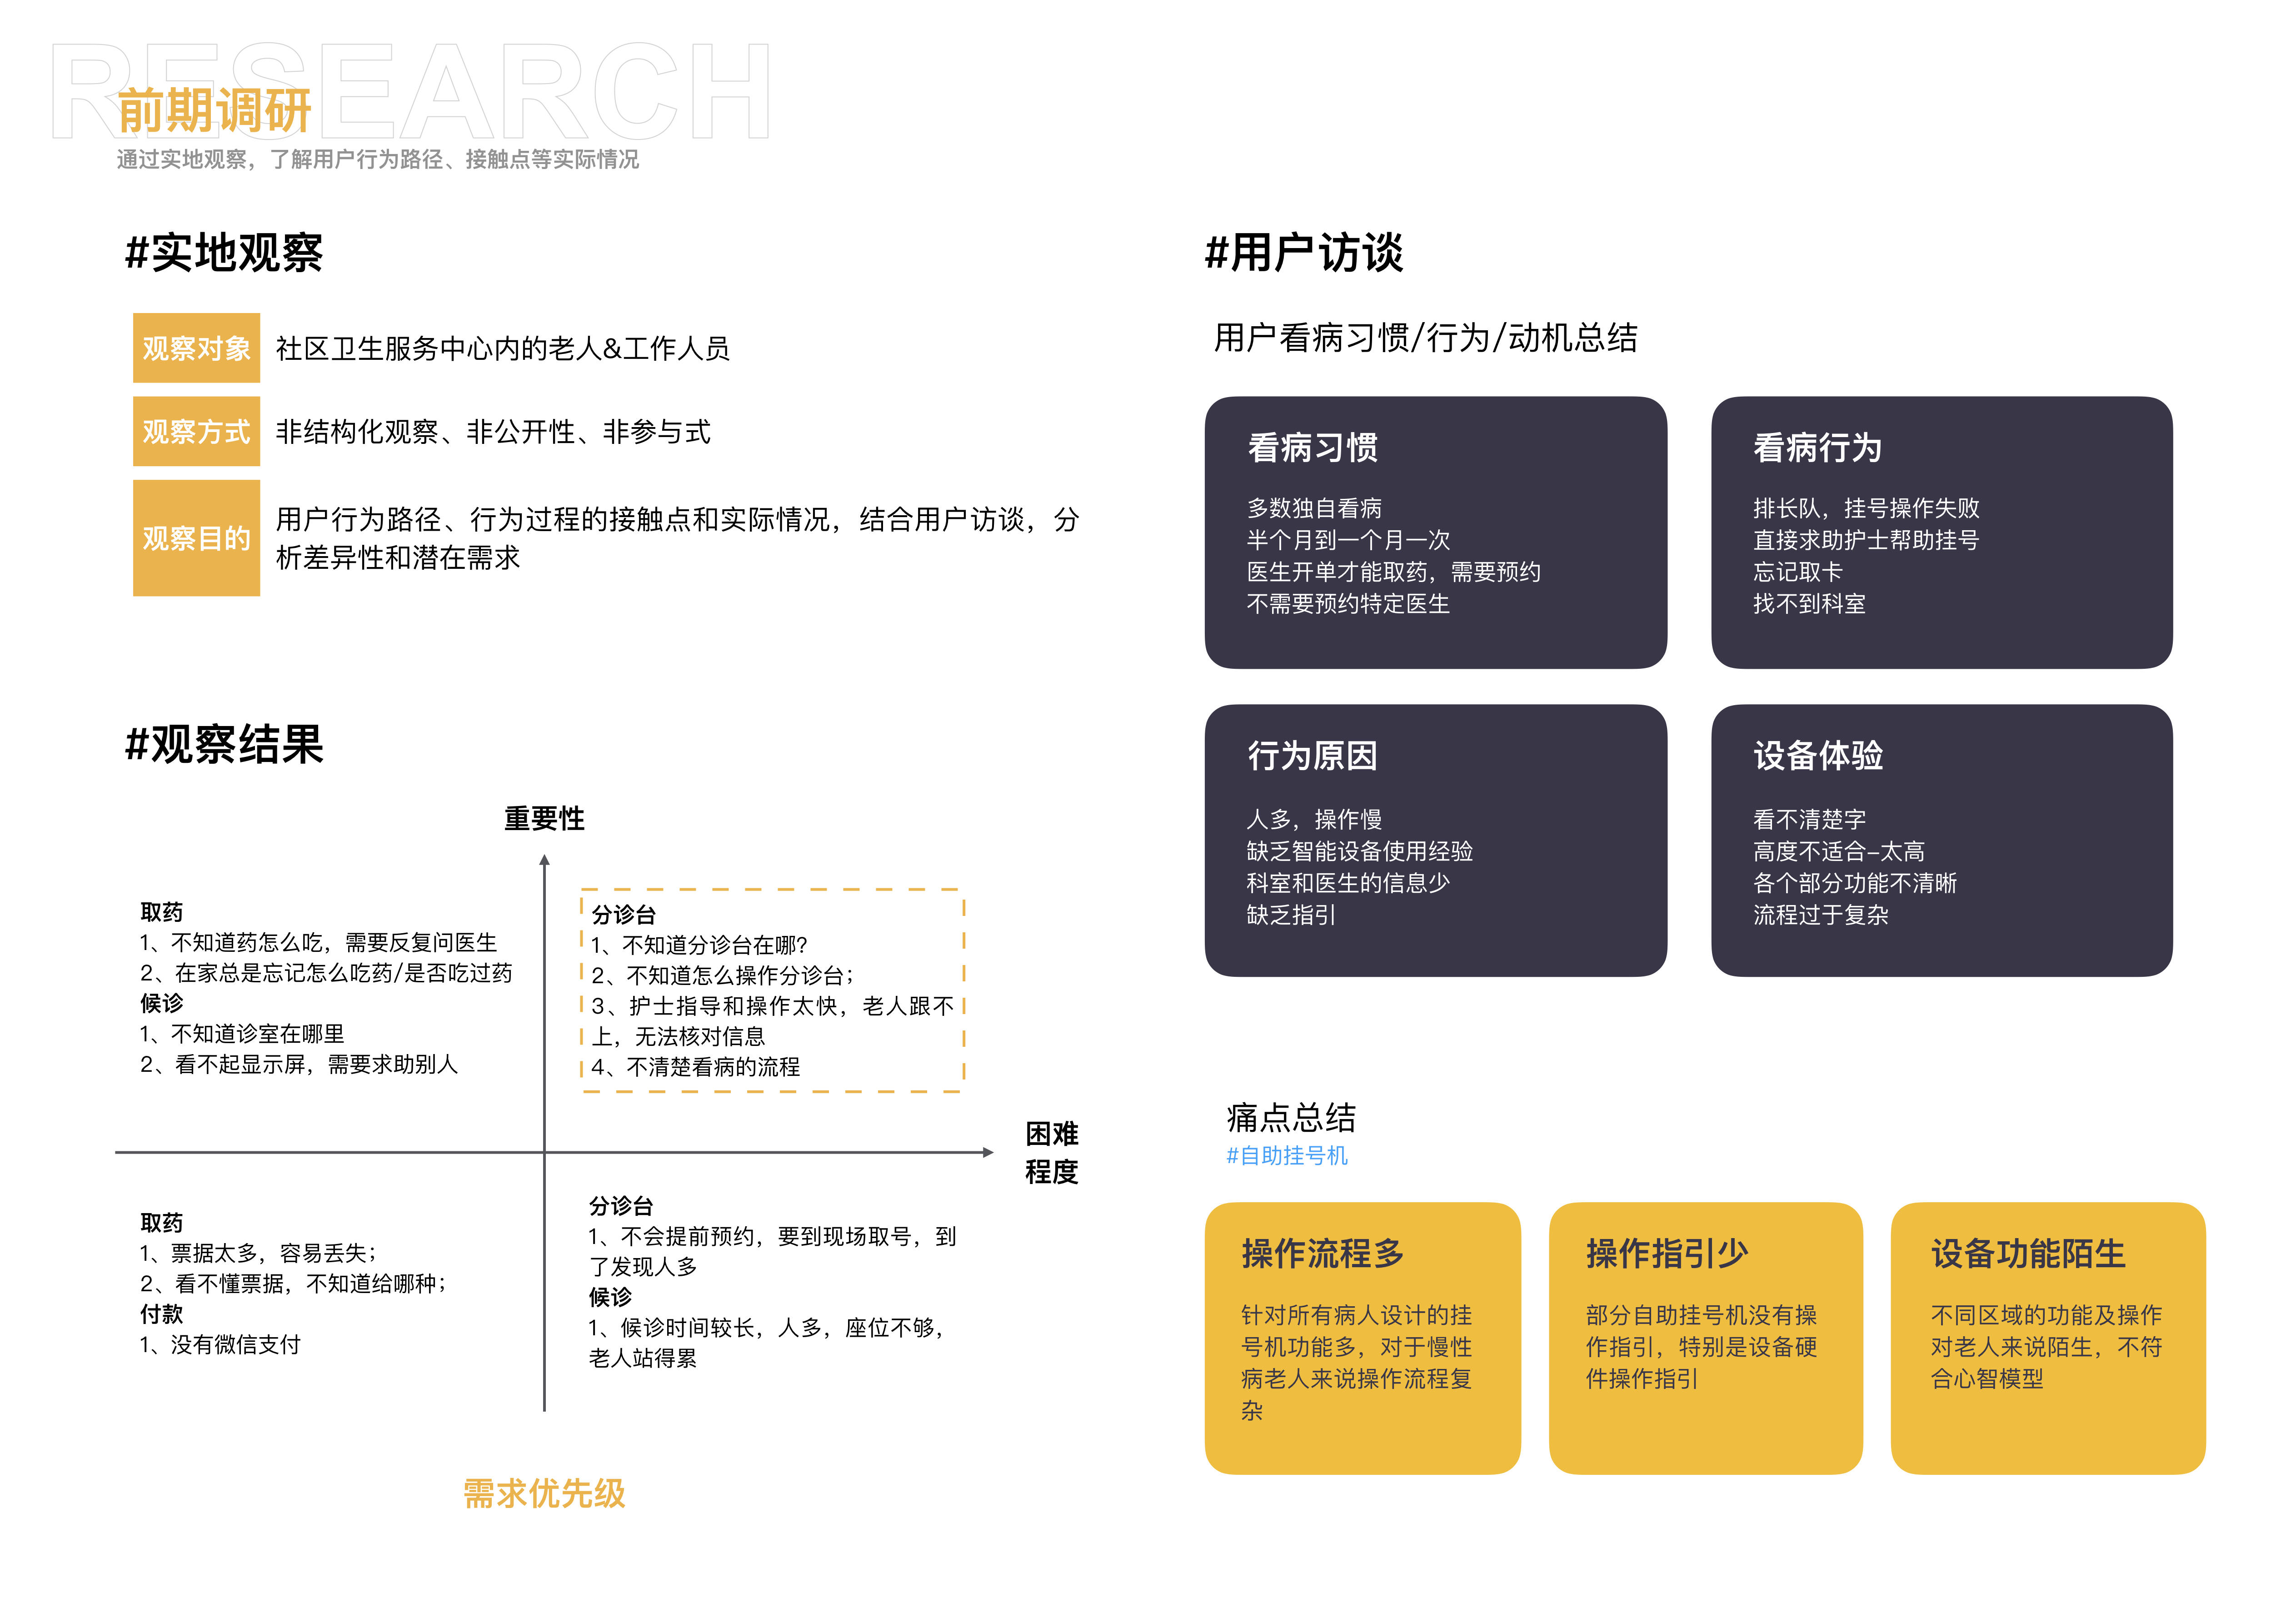 RESEARCH
前期调研
通过实地观察，了解用户行为路径、接触点等实际情况
#实地观察
观察对象
社区卫生服务中心内的老人&工作人员
观察方式
非结构化观察、非公开性、非参与式
观察目的
用户行为路径、行为过程的接触点和实际情况，结合用户访谈，分
析差异性和潜在需求
#观察结果
重要性
取药
1、不知道药怎么吃，需要反复问医生
2、在家总是忘记怎么吃药/是否吃过药
候诊
1、不知道诊室在哪里
2、看不起显示屏，需要求助别人
分诊台
1、不知道分诊台在哪？
2、不知道怎么操作分诊台；
3、护士指导和操作太快，老人跟不
上，无法核对信息
4、不清楚看病的流程
困难
程度
取药
1、票据太多，容易丢失；
2、看不懂票据，不知道给哪种；
付款
1、没有微信支付
分诊台
1、不会提前预约，要到现场取号，到
了发现人多
候诊
1、候诊时间较长，人多，座位不够，
老人站得累
需求优先级
#用户访谈
用户看病习惯/行为/动机总结
看病习惯
多数独自看病
半个月到一个月一次
医生开单才能取药，需要预约
不需要预约特定医生
看病行为
排长队，挂号操作失败
直接求助护士帮助挂号
忘记取卡
找不到科室
行为原因
人多，操作慢
缺乏智能设备使用经验
科室和医生的信息少
缺乏指引
设备体验
看不清楚字
高度不适合-太高
各个部分功能不清晰
流程过于复杂
痛点总结
#自助挂号机
操作流程多
针对所有病人设计的挂
号机功能多，对于慢性
病老人来说操作流程复
杂
操作指引少
部分自助挂号机没有操
作指引，特别是设备硬
件操作指引
设备功能陌生
不同区域的功能及操作
对老人来说陌生，不符
合心智模型